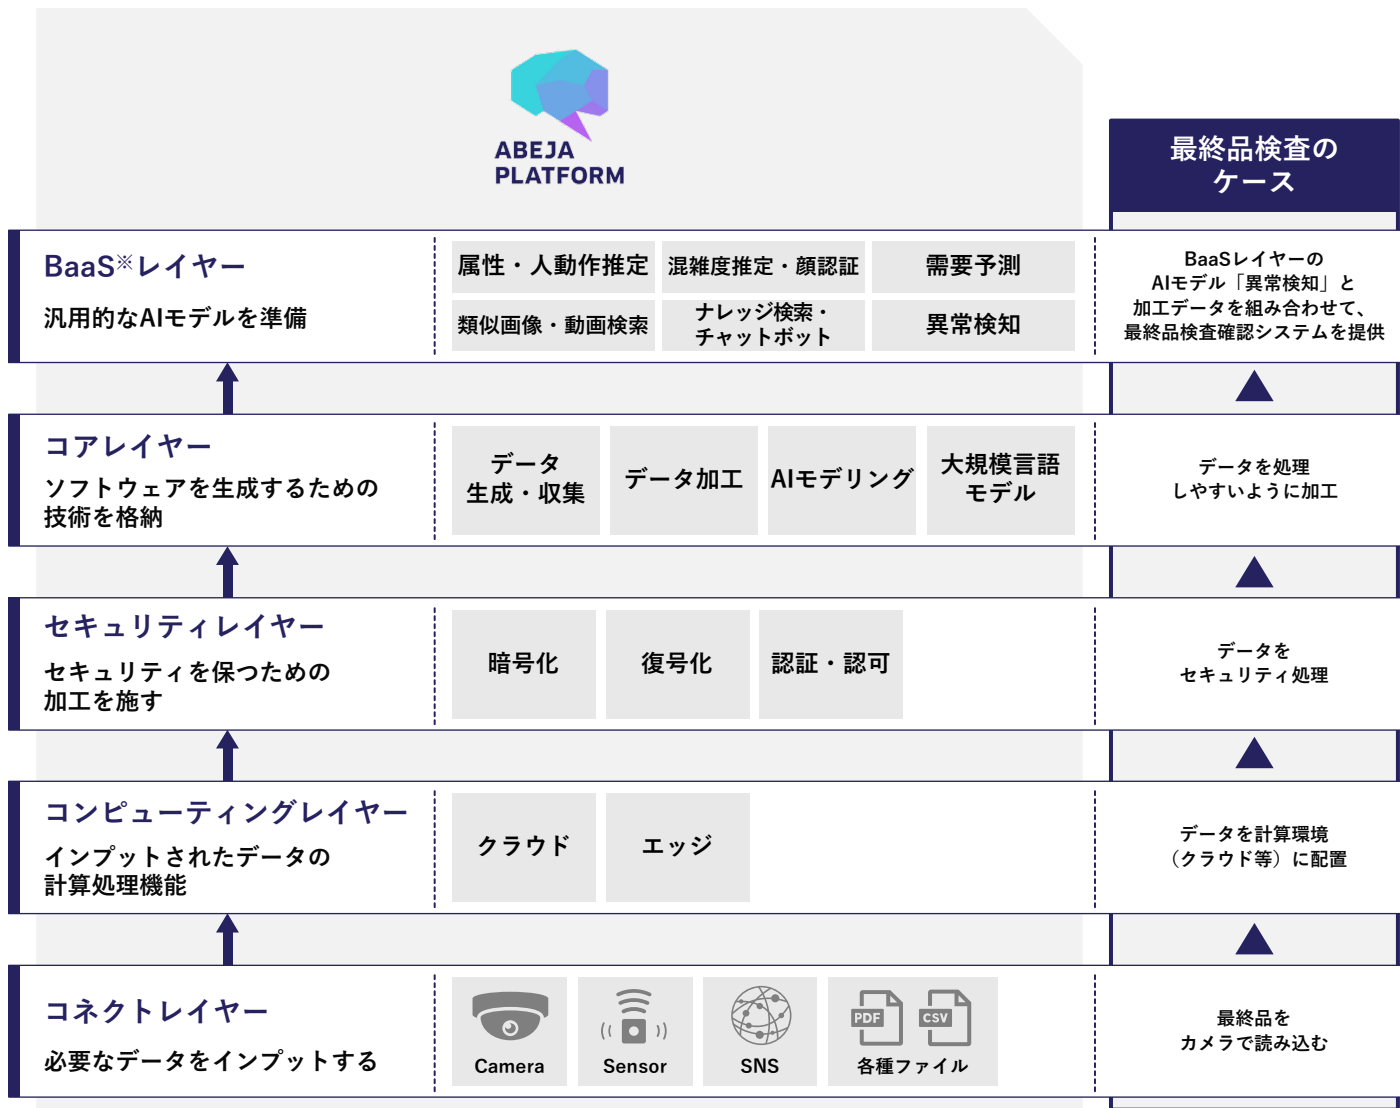 ABEJA
PLATFORM
最終品検査の
ケース
BaaS※レイヤー
汎用的なAIモデルを準備
属性・人動作推定
混雑度推定・顔認証
需要予測
類似画像・動画検索
ナレッジ検索・
チャットボット
異常検知
BaaSレイヤーの
AIモデル「異常検知」と
加工データを組み合わせて、
最終品検査確認システムを提供
コアレイヤー
ソフトウェアを生成するための
技術を格納
データ
生成・収集
データ加工
AIモデリング
大規模言語
モデル
データを処理
しやすいように加工
セキュリティレイヤー
セキュリティを保つための
加工を施す
暗号化
復号化
認証・認可
データを
セキュリティ処理
コンピューティングレイヤー
インプットされたデータの
計算処理機能
クラウド
エッジ
データを計算環境
（クラウド等）に配置
コネクトレイヤー
必要なデータをインプットする
Camera
Sensor
SNS
PDF
CSV
各種ファイル
最終品を
カメラで読み込む